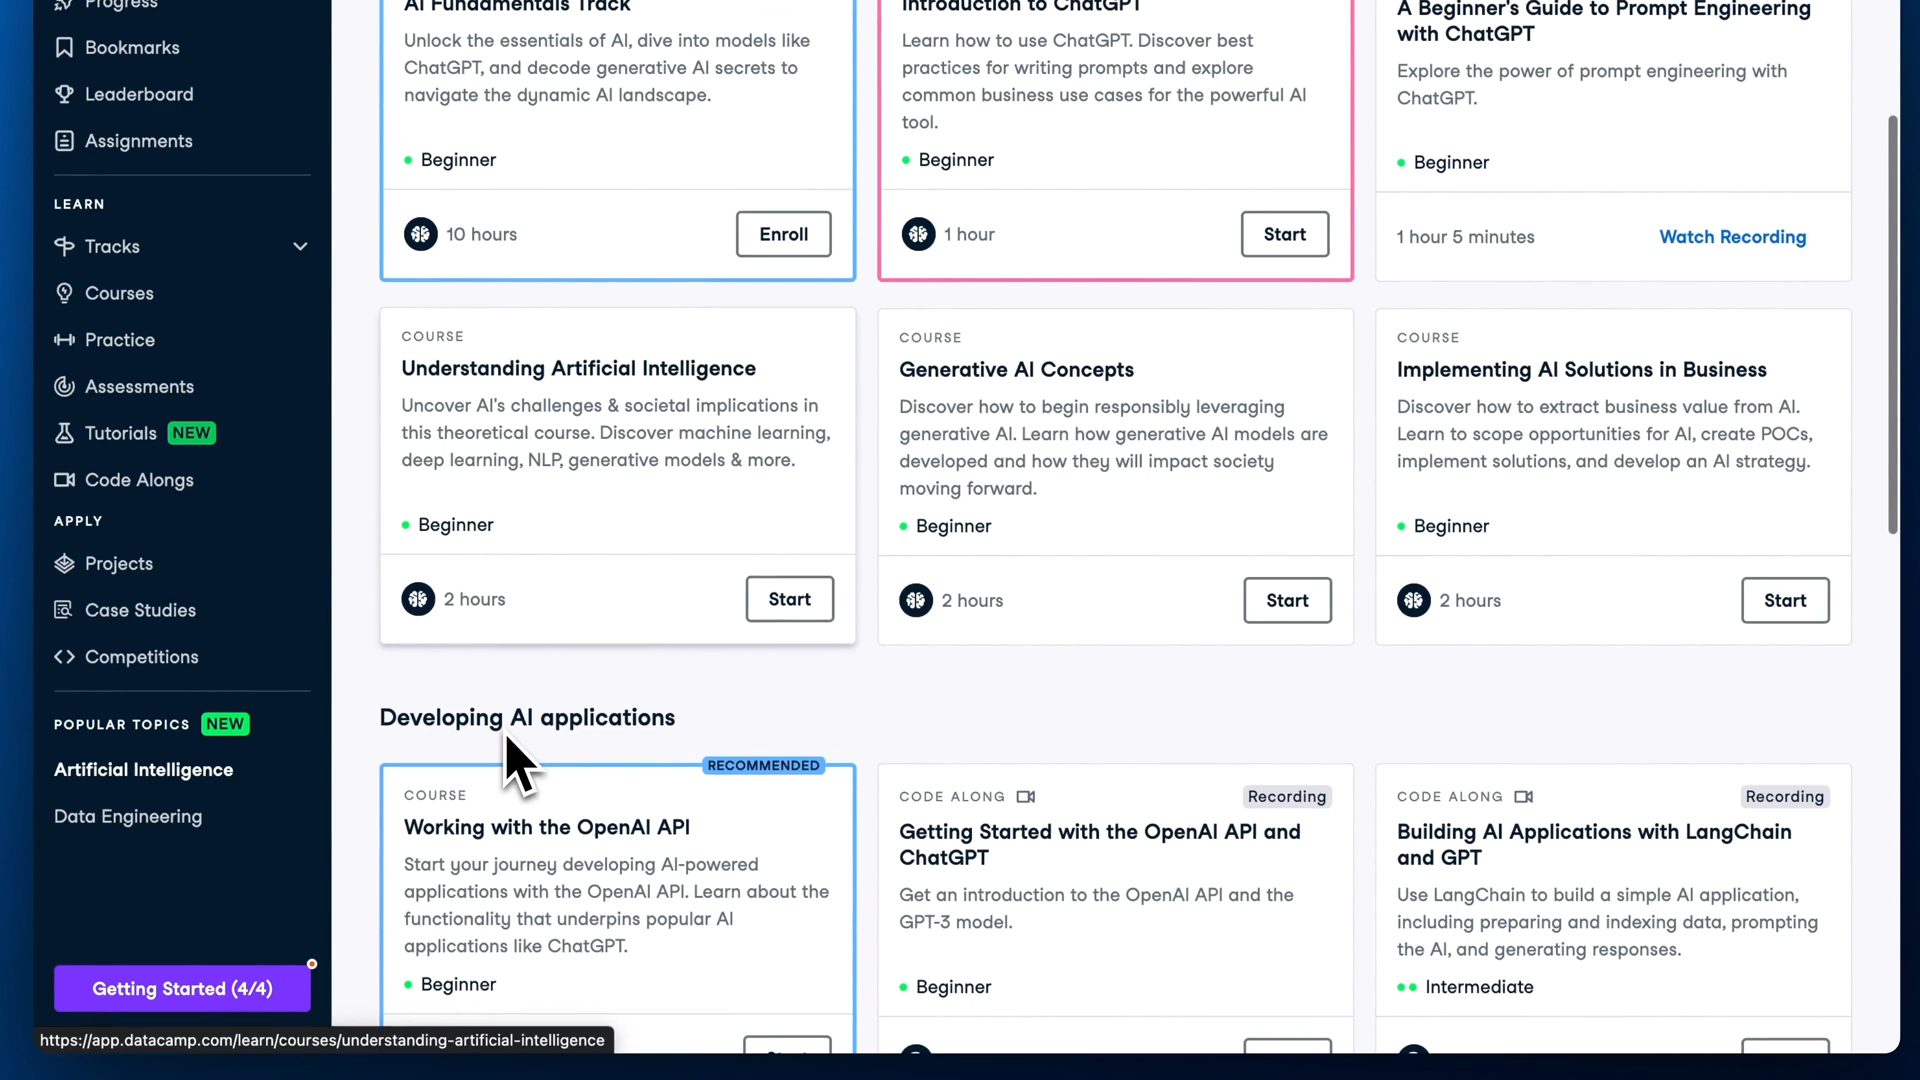 Progress
Bookmarks
Leaderboard
Assignments
LEARN
Tracks
Courses
Practice
Assessments
Tutorials NEW
Code Alongs
APPLY
Projects
Case Studies
Competitions
POPULAR TOPICS NEW
Artificial Intelligence
Data Engineering
Getting Started (4/4)
https://app.datacamp.com/learn/courses/understanding-artificial-intelligence
AI Fundamentals Track
Unlock the essentials of AI, dive into models like
ChatGPT, and decode generative AI secrets to
navigate the dynamic AI landscape.
Beginner
10 hours
Enroll
Introduction to ChatGPT
Learn how to use ChatGPT. Discover best
practices for writing prompts and explore
common business use cases for the powerful AI
tool.
Beginner
1 hour
Start
A Beginner's Guide to Prompt Engineering
with ChatGPT
Explore the power of prompt engineering with
ChatGPT.
Beginner
1 hour 5 minutes
Watch Recording
COURSE
Understanding Artificial Intelligence
Uncover AI's challenges & societal implications in
this theoretical course. Discover machine learning,
deep learning, NLP, generative models & more.
Beginner
2 hours
Start
COURSE
Generative AI Concepts
Discover how to begin responsibly leveraging
generative AI. Learn how generative AI models are
developed and how they will impact society
moving forward.
Beginner
2 hours
Start
COURSE
Implementing AI Solutions in Business
Discover how to extract business value from AI.
Learn to scope opportunities for AI, create POCs,
implement solutions, and develop an AI strategy.
Beginner
2 hours
Start
Developing AI applications
RECOMMENDED
COURSE
Working with the OpenAI API
Start your journey developing AI-powered
applications with the OpenAI API. Learn about the
functionality that underpins popular AI
applications like ChatGPT.
Beginner
CODE ALONG
Recording
Getting Started with the OpenAI API and
ChatGPT
Get an introduction to the OpenAI API and the
GPT-3 model.
Beginner
CODE ALONG
Recording
Building AI Applications with LangChain
and GPT
Use LangChain to build a simple AI application,
including preparing and indexing data, prompting
the AI, and generating responses.
Intermediate